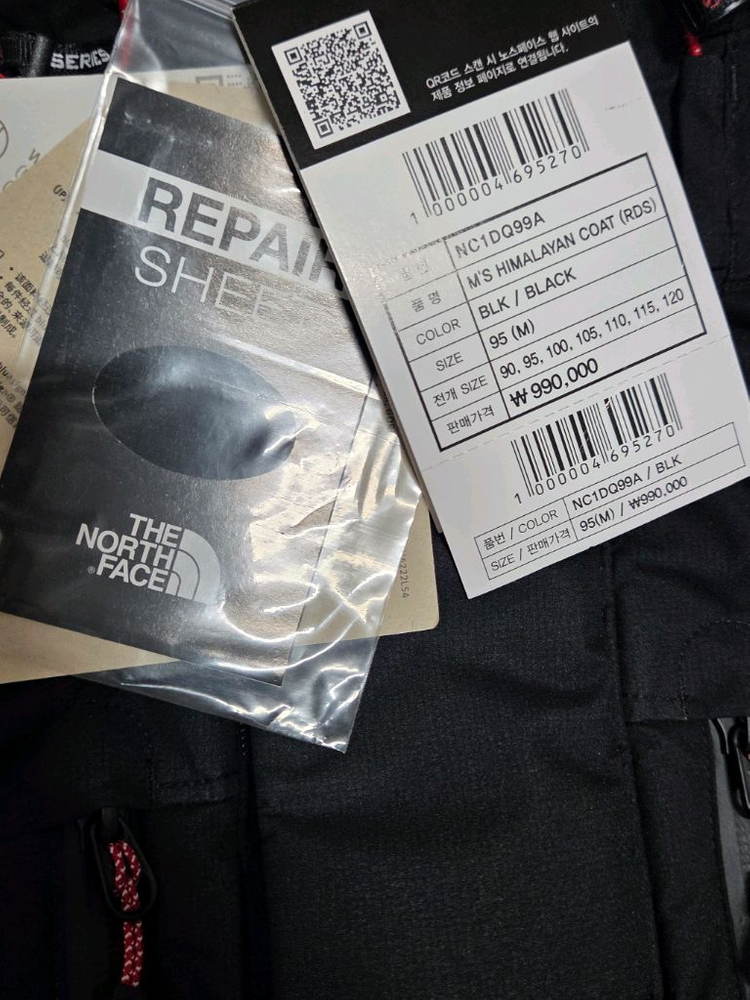 SERIES
QR코드 스캔 시 노스페이스 웹 사이트의
제품 정보 페이지로 연결됩니다.
1 000004 695270
품번 NC1DQ99A
품명 M'S HIMALAYAN COAT (RDS)
COLOR BLK / BLACK
SIZE 95 (M)
전개 SIZE 90, 95, 100, 105, 110, 115, 120
판매가격 ₩ 990,000
1 000004 695270
품번 / COLOR NC1DQ99A / BLK
SIZE / 판매가격 95(M) / ₩990,000
REPAIR
SHEE
THE
NORTH
FACE
®